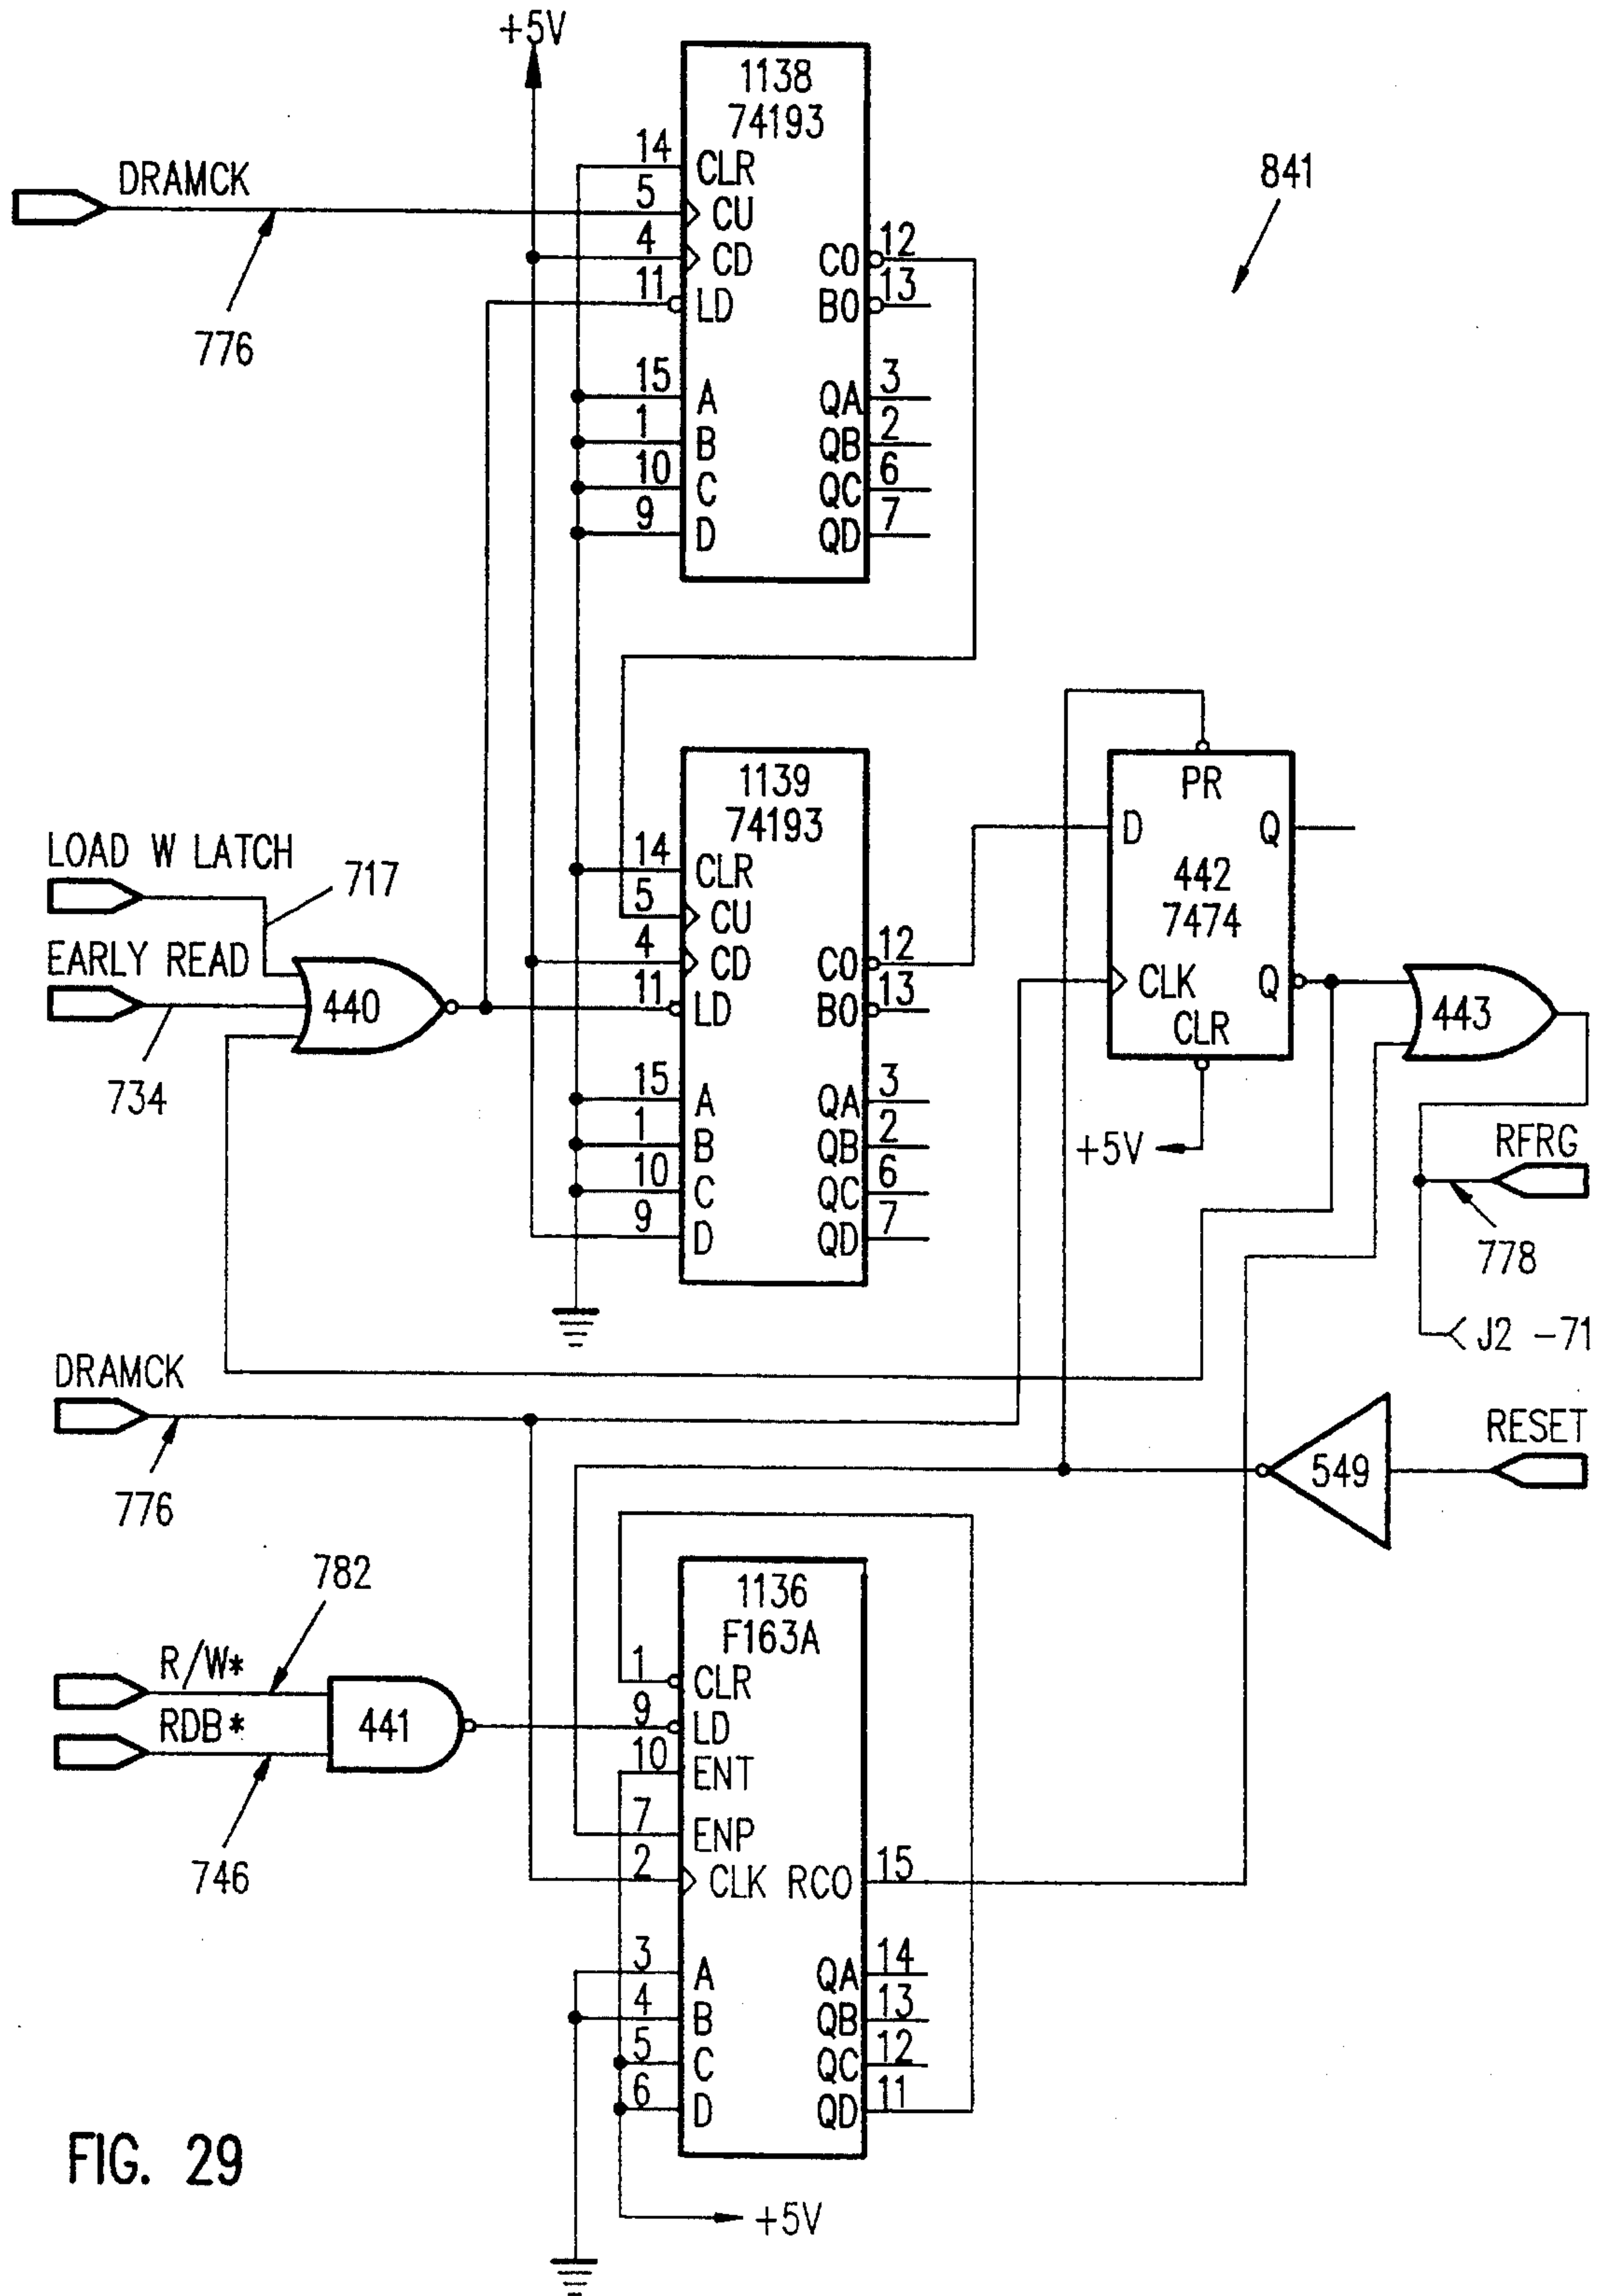 +5V
1138
74193
14 CLR
5 CU
4 CD
11 LD
15 A
1 B
10 C
9 D
CO 12
BO 13
QA 3
QB 2
QC 6
QD 7
DRAMCK
776
841
1139
74193
14 CLR
5 CU
4 CD
11 LD
15 A
1 B
10 C
9 D
CO 12
BO 13
QA 3
QB 2
QC 6
QD 7
LOAD W LATCH
717
EARLY READ
734
440
PR
D Q
442
7474
CLK Q
CLR
+5V
443
RFRG
778
J2 -71
DRAMCK
776
549
RESET
782
R/W*
RDB*
746
441
1136
F163A
1 CLR
9 LD
10 ENT
7 ENP
2 CLK RCO 15
3 A QA 14
4 B QB 13
5 C QC 12
6 D QD 11
+5V
FIG. 29